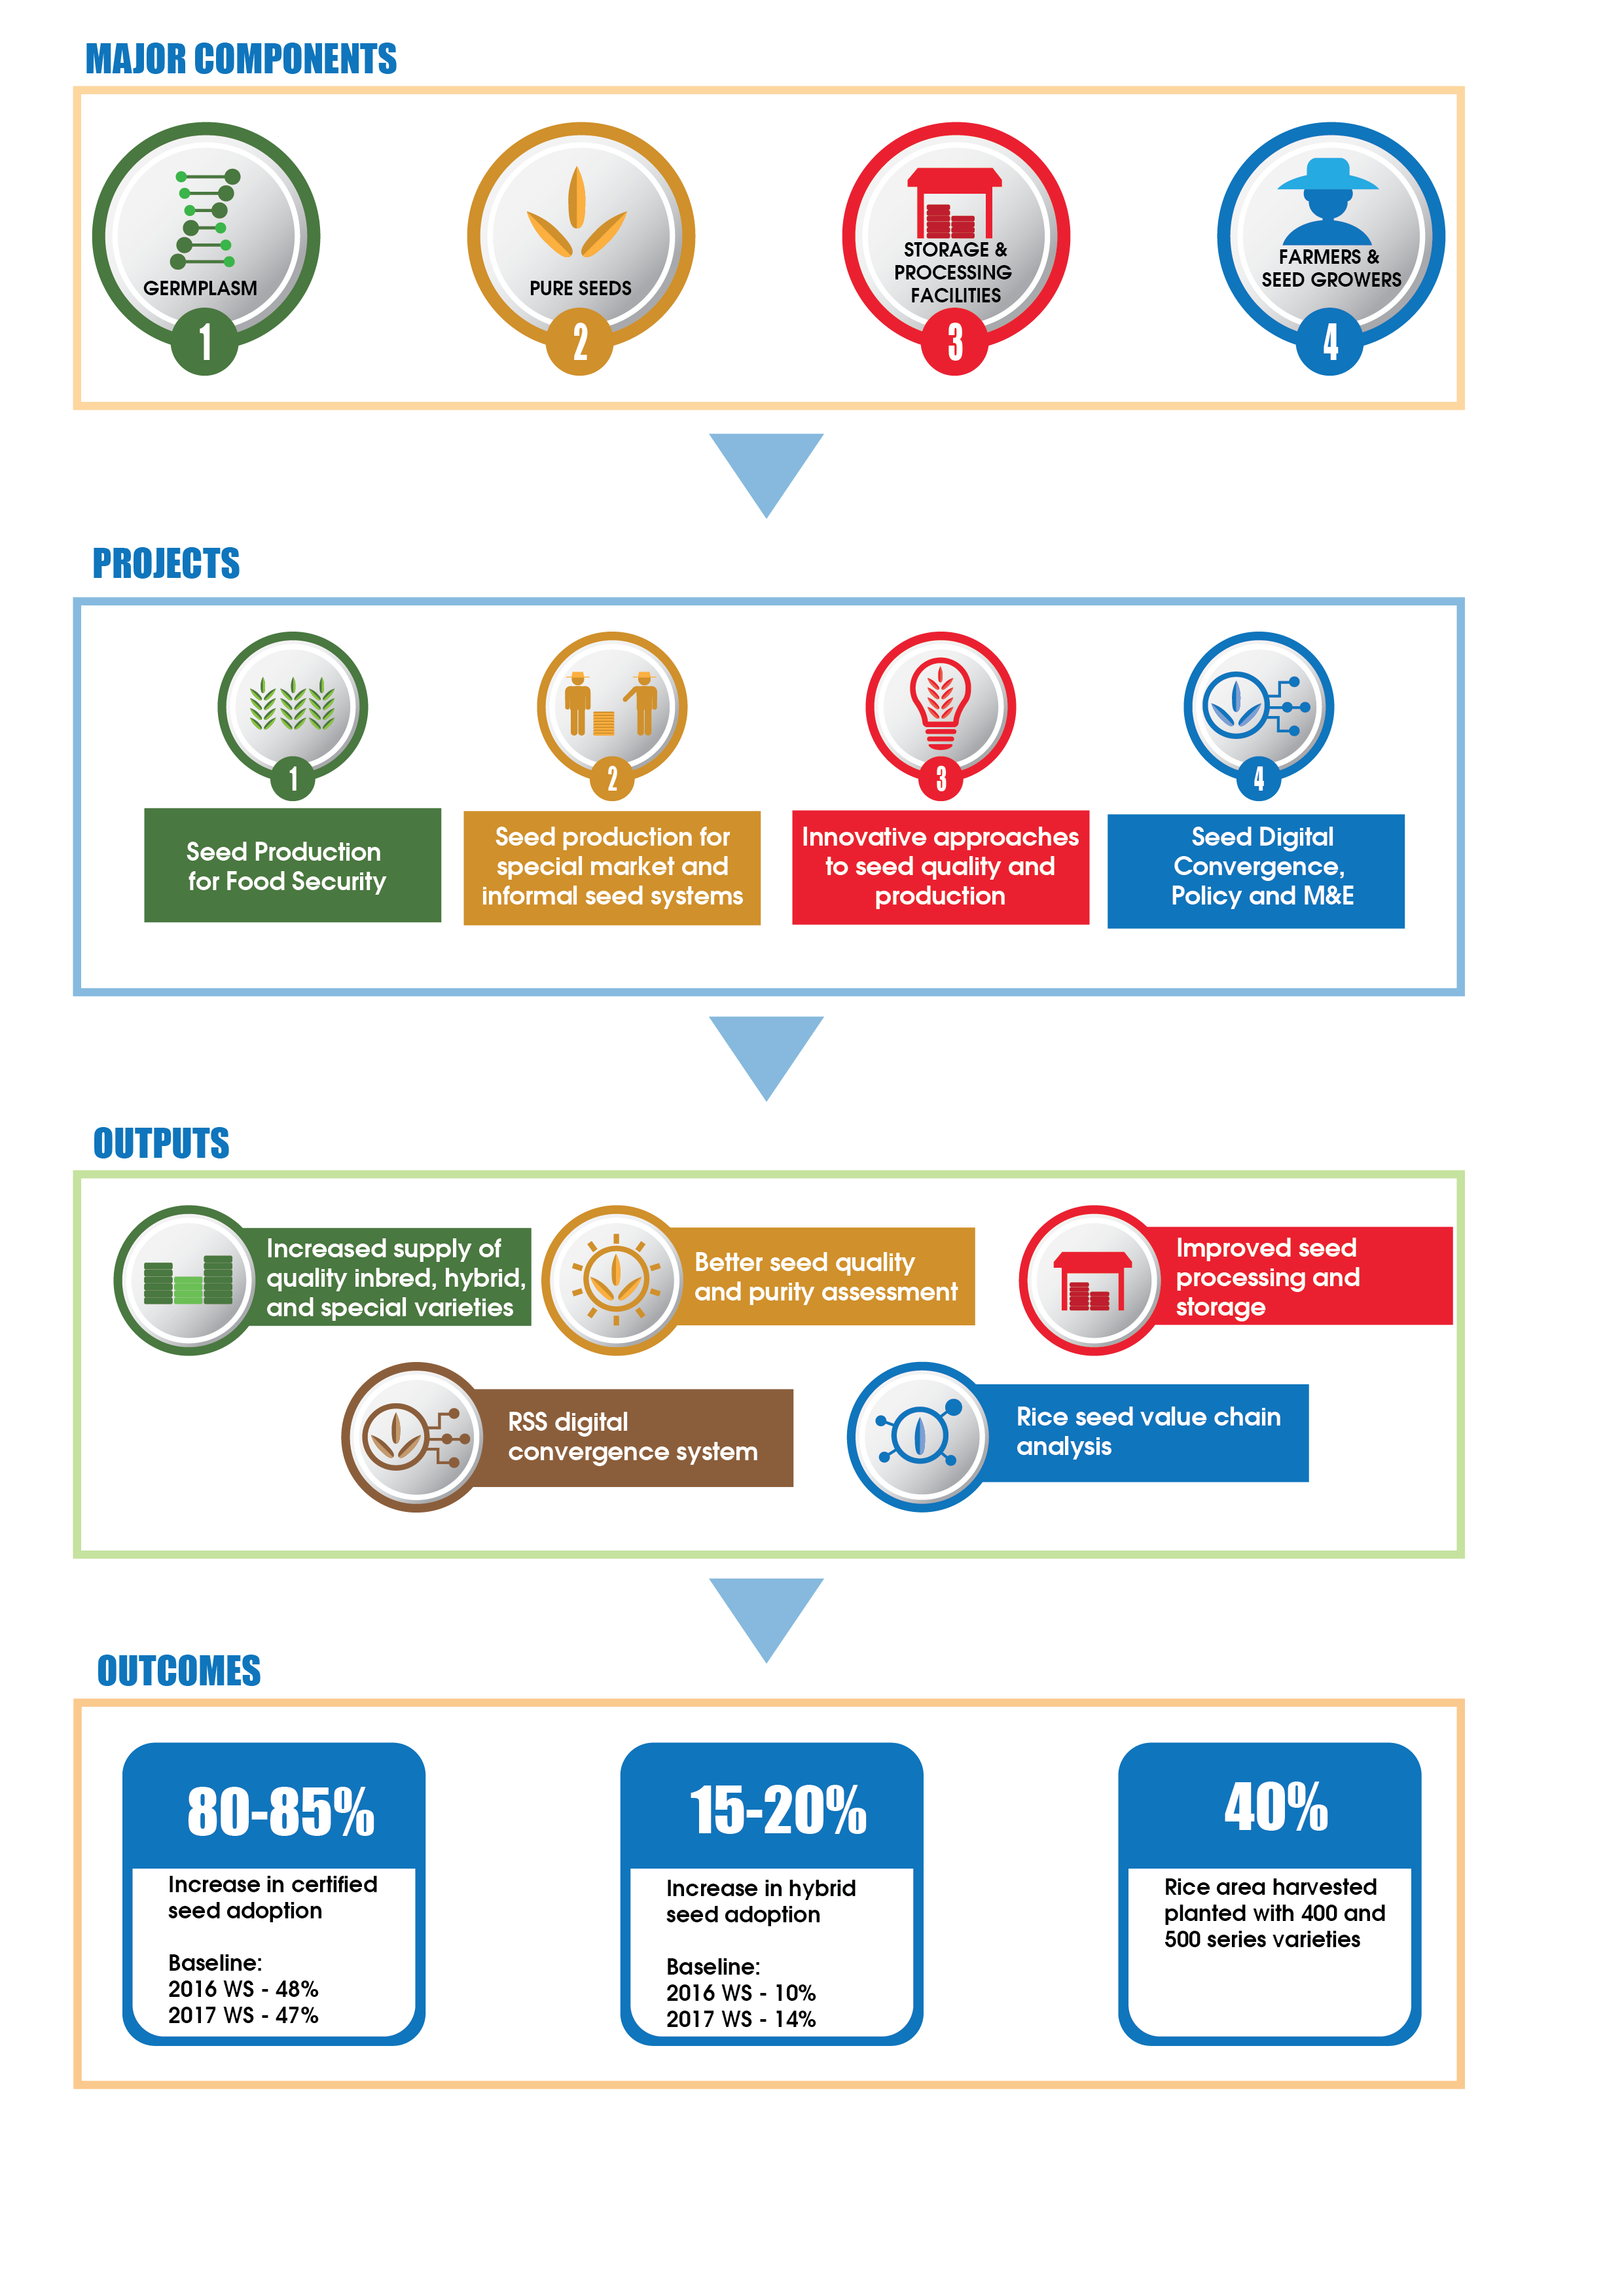 MAJOR COMPONENTS
GERMPLASM
1
PURE SEEDS
2
STORAGE &
PROCESSING
FACILITIES
3
FARMERS &
SEED GROWERS
4
PROJECTS
1
Seed Production
for Food Security
2
Seed production for
special market and
informal seed systems
3
Innovative approaches
to seed quality and
production
4
Seed Digital
Convergence,
Policy and M&E
OUTPUTS
Increased supply of
quality inbred, hybrid,
and special varieties
Better seed quality
and purity assessment
Improved seed
processing and
storage
RSS digital
convergence system
Rice seed value chain
analysis
OUTCOMES
80-85%
Increase in certified
seed adoption
Baseline:
2016 WS - 48%
2017 WS - 47%
15-20%
Increase in hybrid
seed adoption
Baseline:
2016 WS - 10%
2017 WS - 14%
40%
Rice area harvested
planted with 400 and
500 series varieties